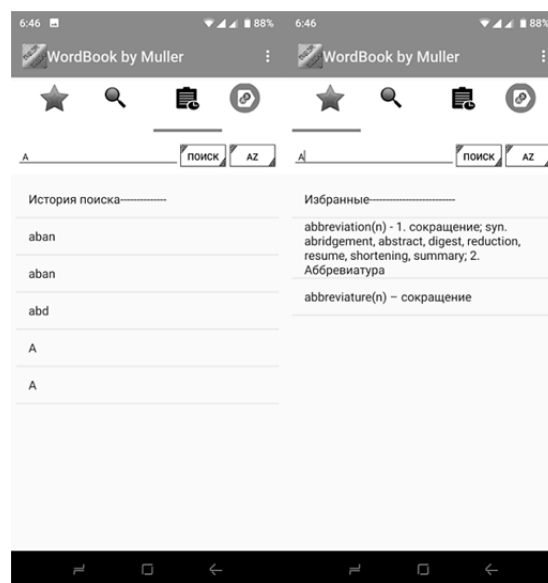 6:46 88%
WordBook by Muller
A ПОИСК AZ
История поиска--------------
aban
aban
abd
A
A
6:46 88%
WordBook by Muller
A ПОИСК AZ
Избранные--------------------------
abbreviation(n) - 1. сокращение; syn.
abridgement, abstract, digest, reduction,
resume, shortening, summary; 2.
Аббревиатура
abbreviature(n) – сокращение